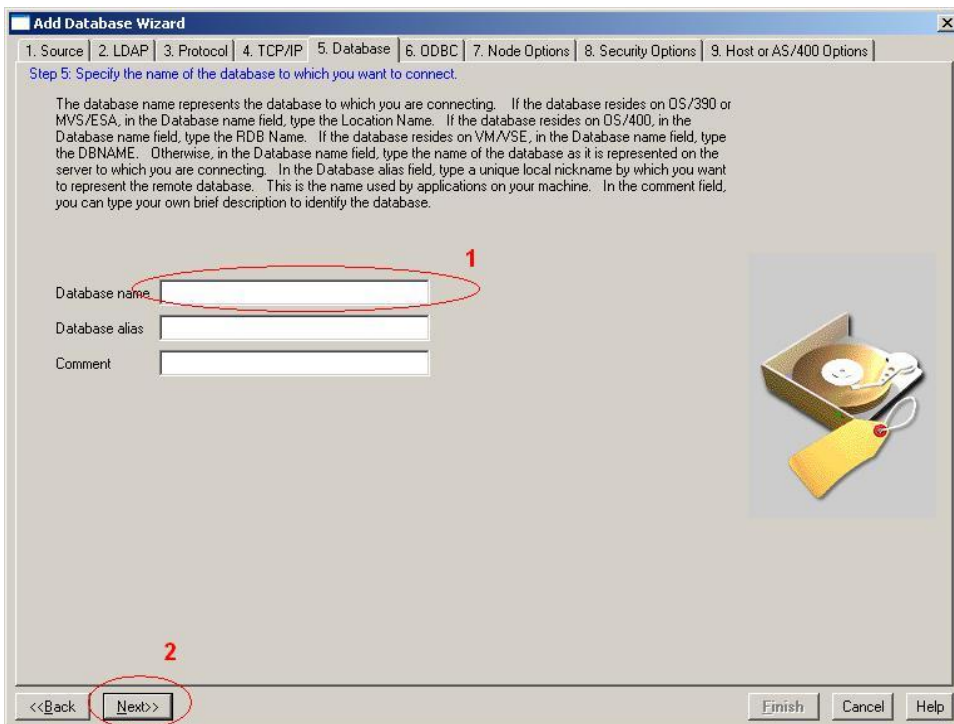 Add Database Wizard
1. Source 2. LDAP 3. Protocol 4. TCP/IP 5. Database 6. ODBC 7. Node Options 8. Security Options 9. Host or AS/400 Options
Step 5: Specify the name of the database to which you want to connect.
The database name represents the database to which you are connecting. If the database resides on OS/390 or
MVS/ESA, in the Database name field, type the Location Name. If the database resides on OS/400, in the
Database name field, type the RDB Name. If the database resides on VM/VSE, in the Database name field, type
the DBNAME. Otherwise, in the Database name field, type the name of the database as it is represented on the
server to which you are connecting. In the Database alias field, type a unique local nickname by which you want
to represent the remote database. This is the name used by applications on your machine. In the comment field,
you can type your own brief description to identify the database.
1
Database name
Database alias
Comment
2
<<Back Next>> Finish Cancel Help